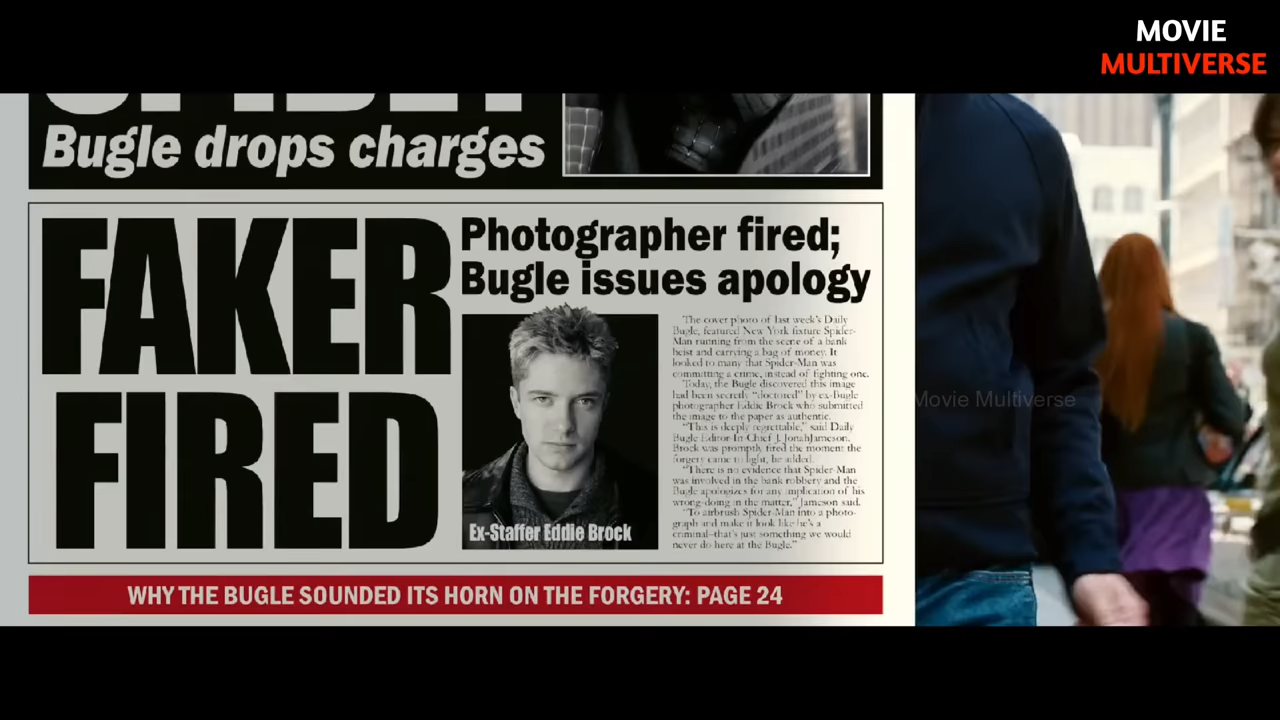 MOVIE
MULTIVERSE
Bugle drops charges
FAKER
FIRED
Photographer fired;
Bugle issues apology
The cover photo of last week's Daily
Bugle, featured New York fixture Spider-
Man running from the scene of a bank
heist and carrying a bag of money. It
looked to many that Spider-Man was
committing a crime, instead of fighting one.
Today, the Bugle discovered this image
had been secretly "doctored" by ex-Bugle
photographer Eddie Brock who submitted
the image to the paper as authentic.
"This is deeply regrettable," said Daily
Bugle Editor-In-Chief J. JonahJameson.
Brock was promptly fired the moment the
forgery came to light, he added.
"There is no evidence that Spider-Man
was involved in the bank robbery and the
Bugle apologizes for any implication of his
wrong-doing in the matter," Jameson said.
"To airbrush Spider-Man into a photo-
graph and make it look like he's a
criminal–that's just something we would
never do here at the Bugle."
Ex-Staffer Eddie Brock
WHY THE BUGLE SOUNDED ITS HORN ON THE FORGERY: PAGE 24
Movie Multiverse